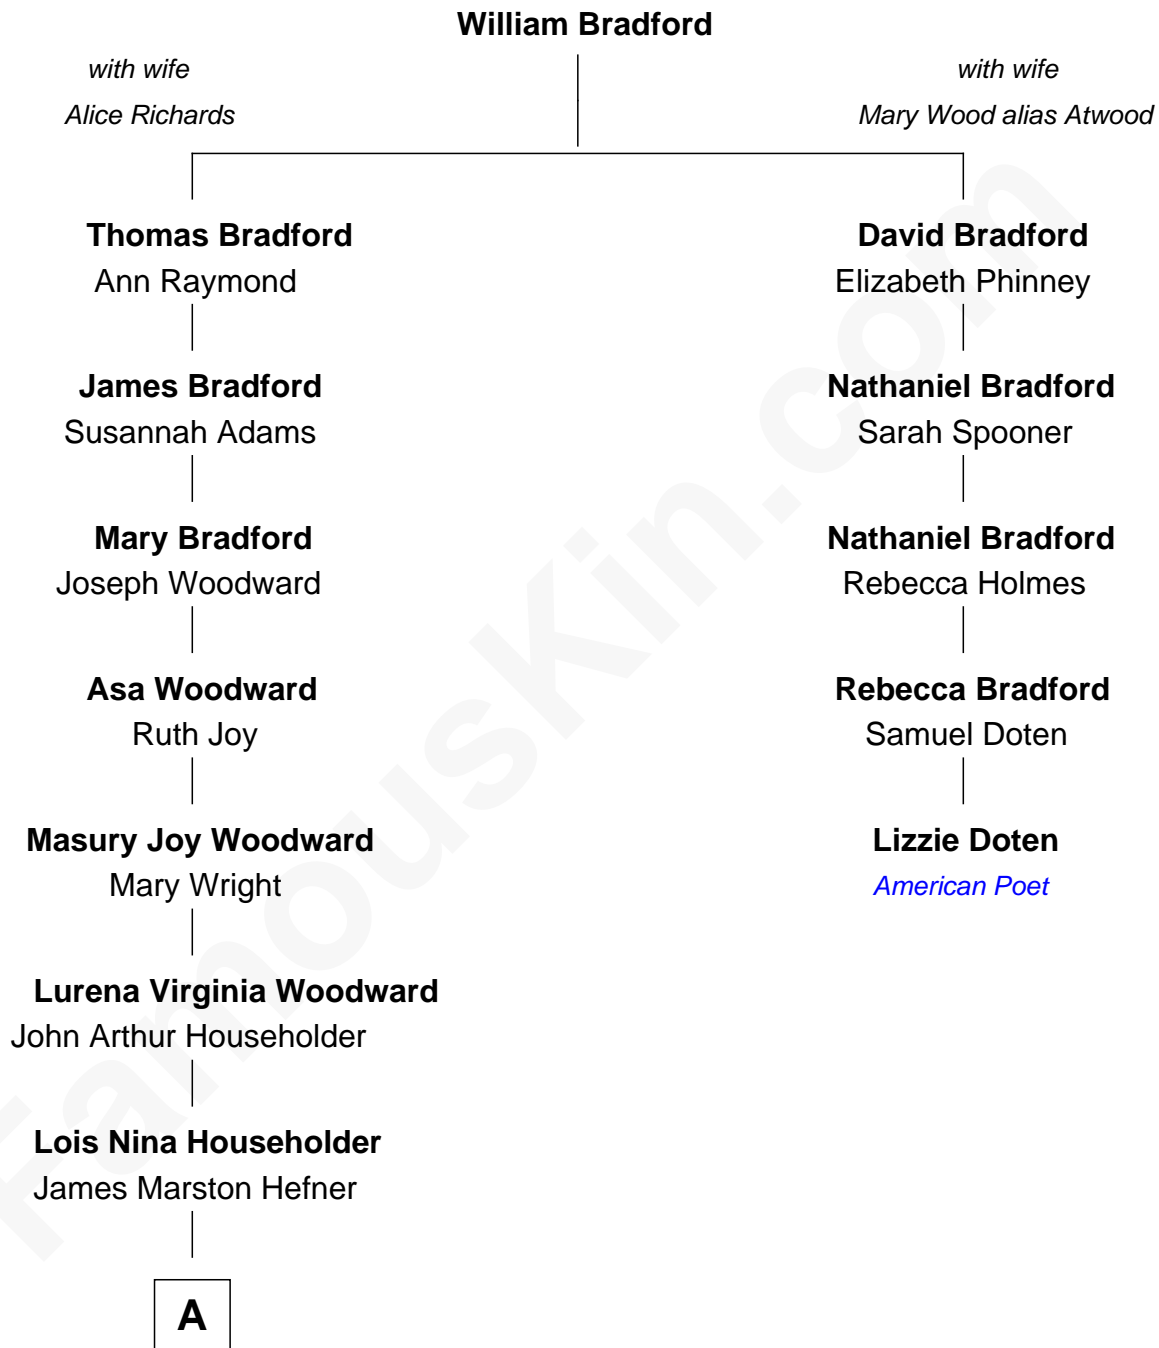 William Bradford
with wife
Alice Richards
with wife
Mary Wood alias Atwood
Thomas Bradford
Ann Raymond
David Bradford
Elizabeth Phinney
James Bradford
Susannah Adams
Nathaniel Bradford
Sarah Spooner
Mary Bradford
Joseph Woodward
Nathaniel Bradford
Rebecca Holmes
Asa Woodward
Ruth Joy
Rebecca Bradford
Samuel Doten
Masury Joy Woodward
Mary Wright
Lizzie Doten
American Poet
Lurena Virginia Woodward
John Arthur Householder
Lois Nina Householder
James Marston Hefner
A
FamousKin.com